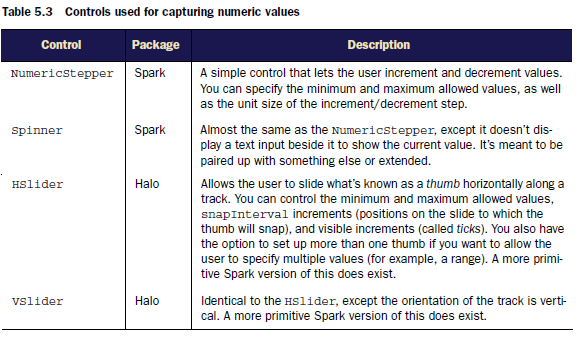 Table 5.3 Controls used for capturing numeric values
Control Package Description
NumericStepper Spark A simple control that lets the user increment and decrement values.
You can specify the minimum and maximum allowed values, as well
as the unit size of the increment/decrement step.
Spinner Spark Almost the same as the NumericStepper, except it doesn't dis-
play a text input beside it to show the current value. It's meant to be
paired up with something else or extended.
HSlider Halo Allows the user to slide what's known as a thumb horizontally along a
track. You can control the minimum and maximum allowed values,
snapInterval increments (positions on the slide to which the
thumb will snap), and visible increments (called ticks). You also have
the option to set up more than one thumb if you want to allow the
user to specify multiple values (for example, a range). A more primi-
tive Spark version of this does exist.
VSlider Halo Identical to the HSlider, except the orientation of the track is verti-
cal. A more primitive Spark version of this does exist.